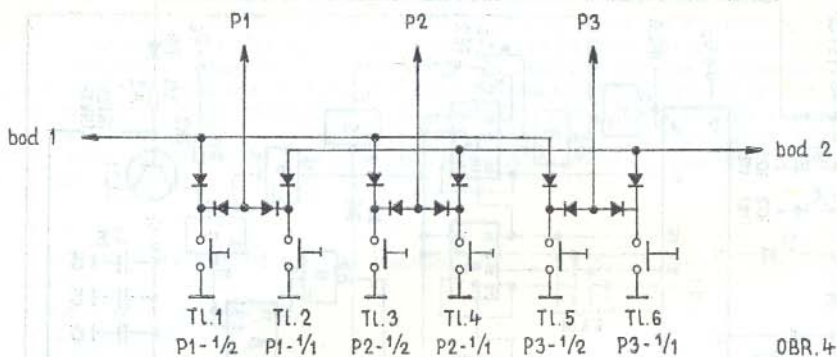 P1 P2 P3
bod 1
bod 2
Tl.1 Tl.2 Tl.3 Tl.4 Tl.5 Tl.6
P1-1/2 P1-1/1 P2-1/2 P2-1/1 P3-1/2 P3-1/1
OBR.4